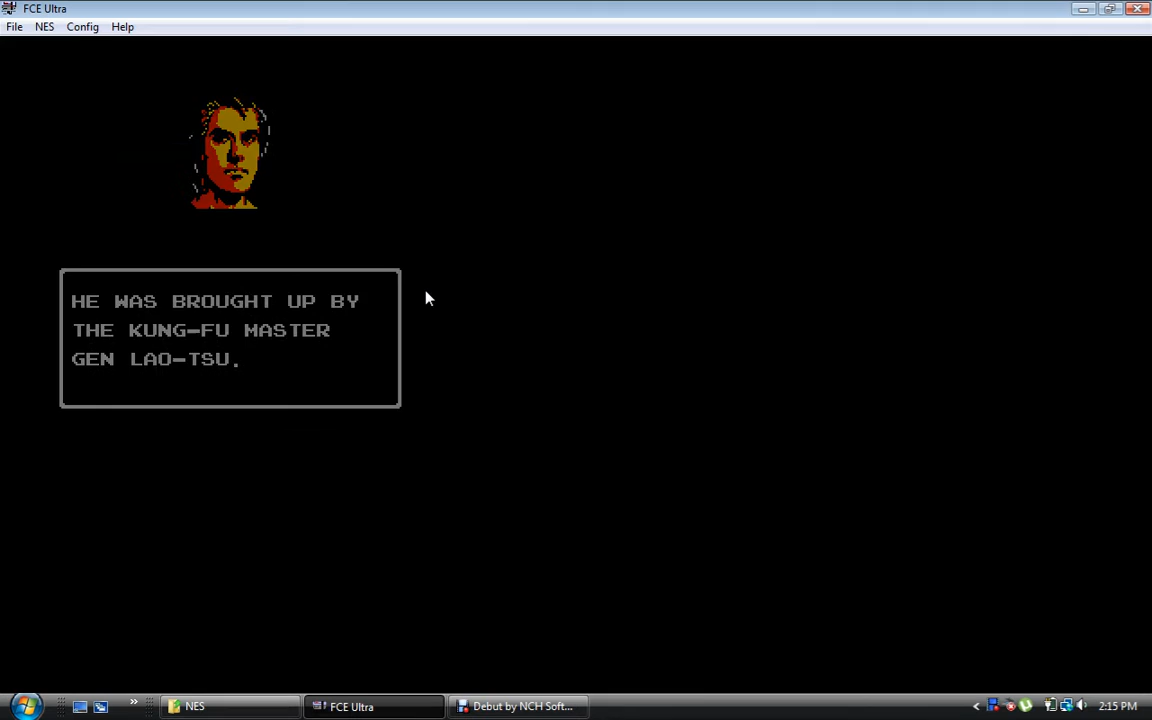 FCE Ultra
File NES Config Help
HE WAS BROUGHT UP BY
THE KUNG-FU MASTER
GEN LAO-TSU.
NES FCE Ultra Debut by NCH Soft... 2:15 PM